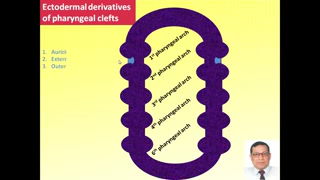 Ectodermal derivatives
of pharyngeal clefts
1. Auricl
2. Extern
3. Outer
1st pharyngeal arch
2nd pharyngeal arch
3rd pharyngeal arch
4th pharyngeal arch
6th pharyngeal arch